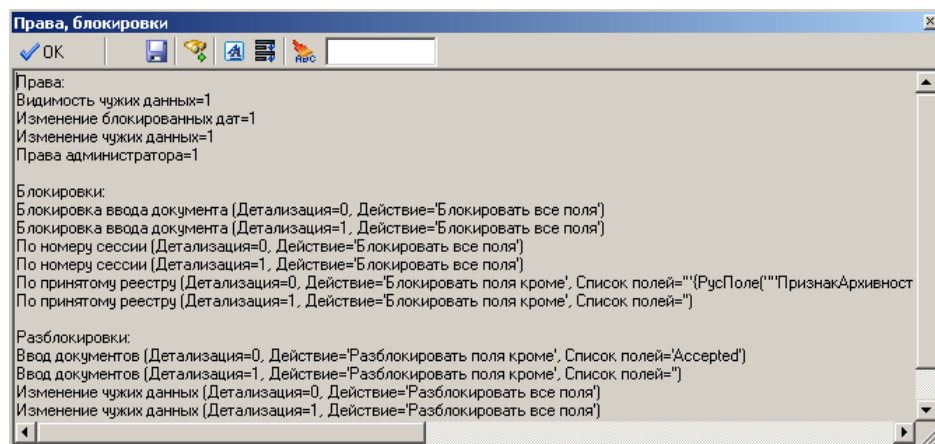 Права, блокировки
OK
ABC
Права:
Видимость чужих данных=1
Изменение блокированных дат=1
Изменение чужих данных=1
Права администратора=1
Блокировки:
Блокировка ввода документа (Детализация=0, Действие='Блокировать все поля')
Блокировка ввода документа (Детализация=1, Действие='Блокировать все поля')
По номеру сессии (Детализация=0, Действие='Блокировать все поля')
По номеру сессии (Детализация=1, Действие='Блокировать все поля')
По принятому реестру (Детализация=0, Действие='Блокировать поля кроме', Список полей='''{РусПоле(''''ПризнакАрхивност
По принятому реестру (Детализация=1, Действие='Блокировать поля кроме', Список полей='')
Разблокировки:
Ввод документов (Детализация=0, Действие='Разблокировать поля кроме', Список полей='Accepted')
Ввод документов (Детализация=1, Действие='Разблокировать поля кроме', Список полей='')
Изменение чужих данных (Детализация=0, Действие='Разблокировать все поля')
Изменение чужих данных (Детализация=1, Действие='Разблокировать все поля')